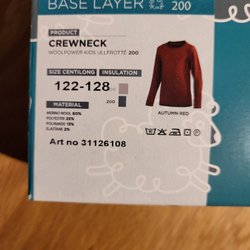 BASE LAYER 200
PRODUCT
CREWNECK
WOOLPOWER KIDS ULLFROTTÉ 200
SIZE CENTILONG INSULATION
122-128
200
MATERIAL
MERINO WOOL 60%
POLYESTER 25%
POLYAMIDE 13%
ELASTANE 2%
AUTUMN RED
Art no 31126108